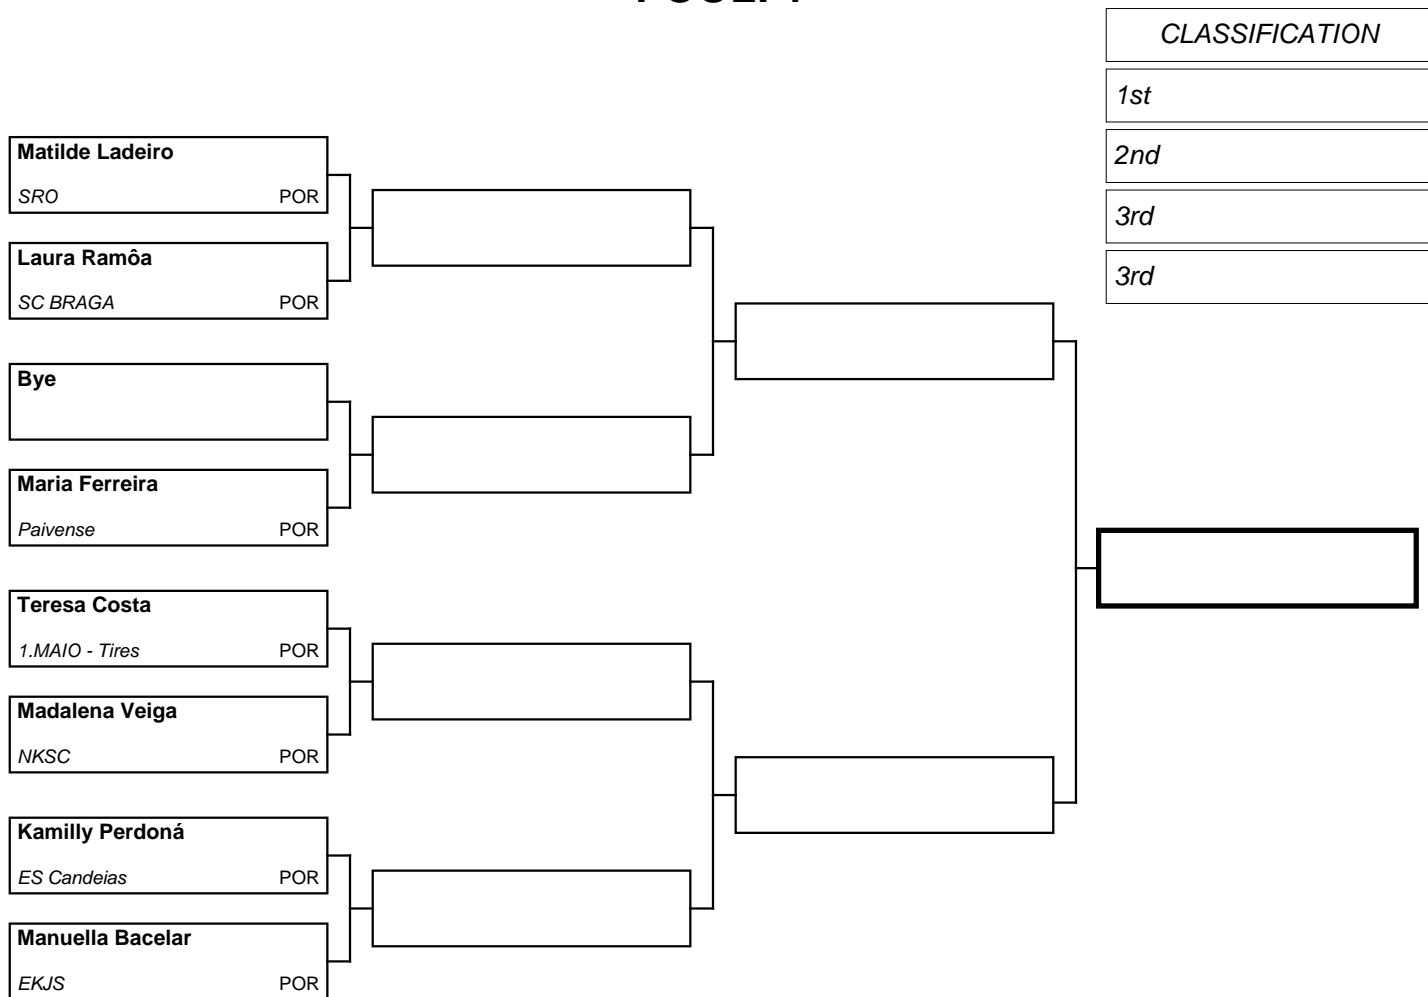 CLASSIFICATION
1st
2nd
3rd
3rd
Matilde Ladeiro
SRO POR
Laura Ramôa
SC BRAGA POR
Bye
Maria Ferreira
Paivense POR
Teresa Costa
1.MAIO - Tires POR
Madalena Veiga
NKSC POR
Kamilly Perdoná
ES Candeias POR
Manuella Bacelar
EKJS POR